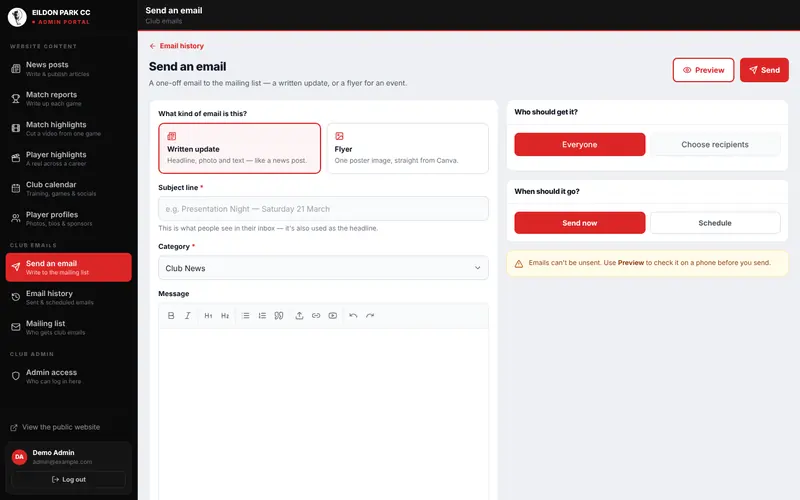 EILDON PARK CC
ADMIN PORTAL
WEBSITE CONTENT
News posts
Write & publish articles
Match reports
Write up each game
Match highlights
Cut a video from one game
Player highlights
A reel across a career
Club calendar
Training, games & socials
Player profiles
Photos, bios & sponsors
CLUB EMAILS
Send an email
Write to the mailing list
Email history
Sent & scheduled emails
Mailing list
Who gets club emails
CLUB ADMIN
Admin access
Who can log in here
View the public website
DA
Demo Admin
admin@example.com
Log out
Send an email
Club emails
Email history
Send an email
A one-off email to the mailing list — a written update, or a flyer for an event.
Preview
Send
What kind of email is this?
Written update
Headline, photo and text — like a news post.
Flyer
One poster image, straight from Canva.
Subject line *
e.g. Presentation Night — Saturday 21 March
This is what people see in their inbox — it's also used as the headline.
Category *
Club News
Message
B I H1 H2
Who should get it?
Everyone
Choose recipients
When should it go?
Send now
Schedule
Emails can't be unsent. Use Preview to check it on a phone before you send.